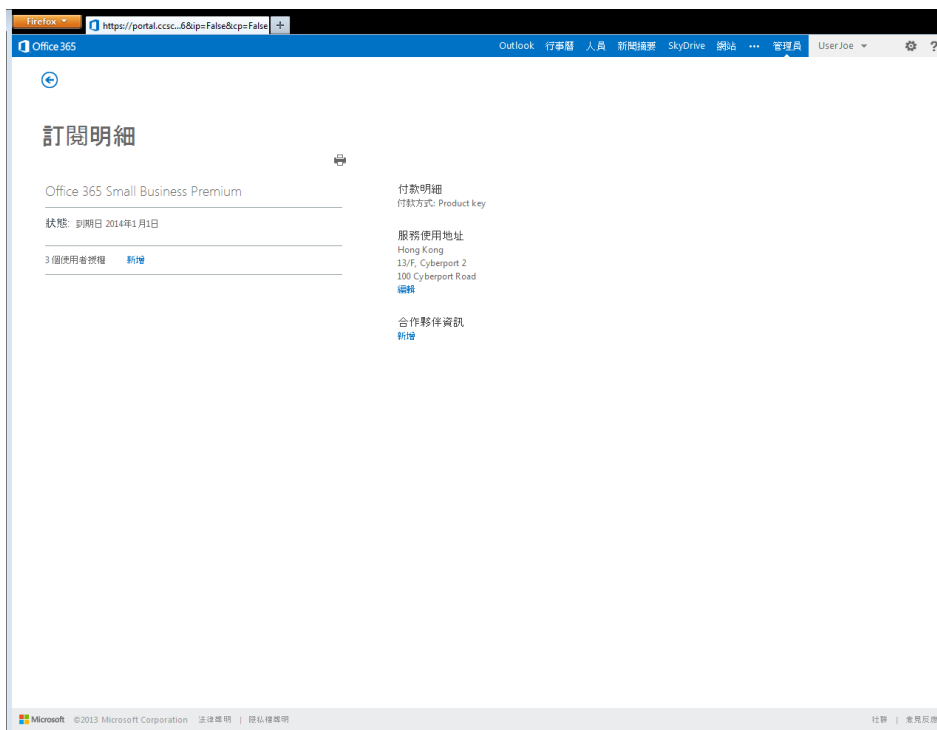 Firefox
https://portal.ccsc...6&ip=False&cp=False
Office 365
Outlook 行事曆 人員 新聞摘要 SkyDrive 網站 ••• 管理員 UserJoe ?
訂閱明細
Office 365 Small Business Premium
狀態: 到期日 2014年1月1日
3 個使用者授權 新增
付款明細
付款方式: Product key
服務使用地址
Hong Kong
13/F, Cyberport 2
100 Cyberport Road
編輯
合作夥伴資訊
新增
Microsoft ©2013 Microsoft Corporation 法律聲明 | 隱私權聲明
社群 | 意見反應